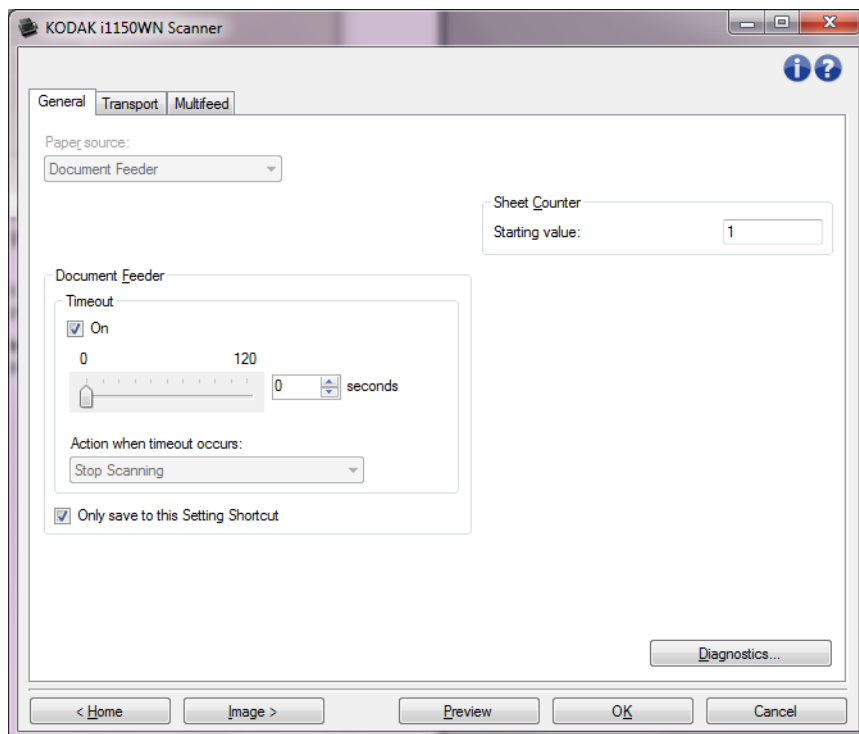 KODAK i1150WN Scanner
General Transport Multifeed
Paper source:
Document Feeder
Sheet Counter
Starting value: 1
Document Feeder
Timeout
On
0 120
0 seconds
Action when timeout occurs:
Stop Scanning
Only save to this Setting Shortcut
Diagnostics...
< Home Image > Preview OK Cancel